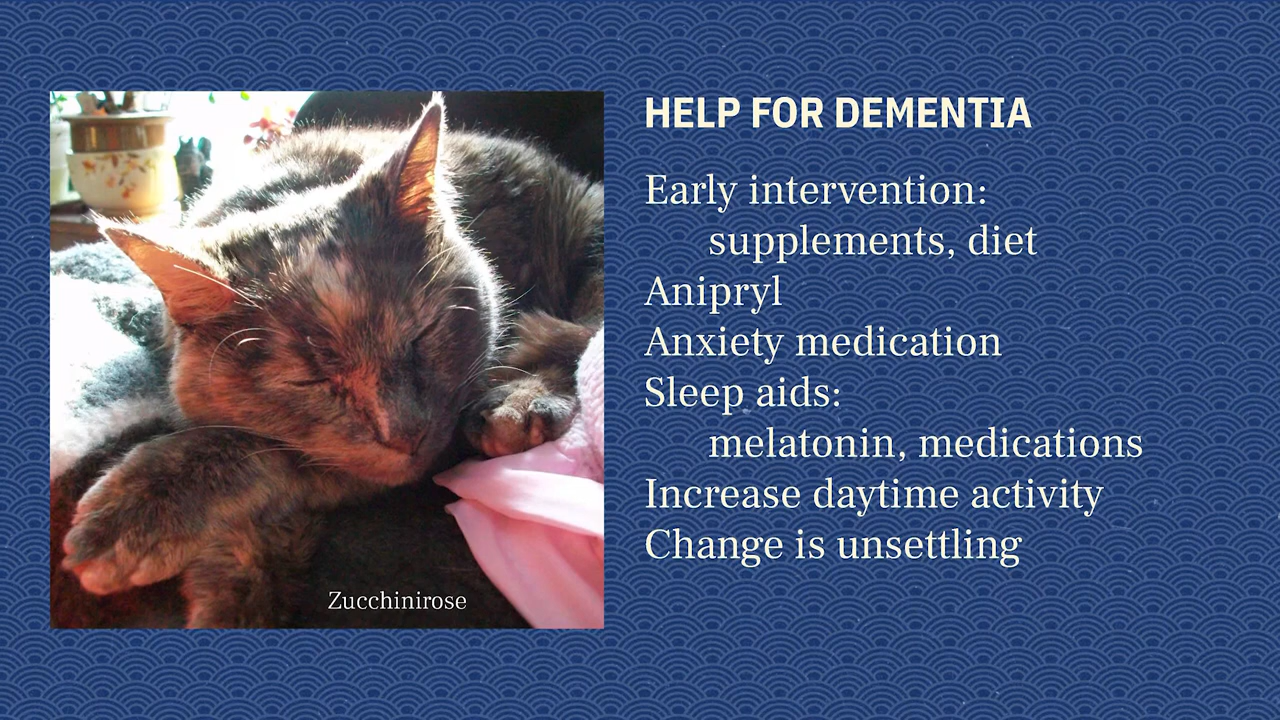 HELP FOR DEMENTIA
Early intervention:
supplements, diet
Anipryl
Anxiety medication
Sleep aids:
melatonin, medications
Increase daytime activity
Change is unsettling
Zucchinirose